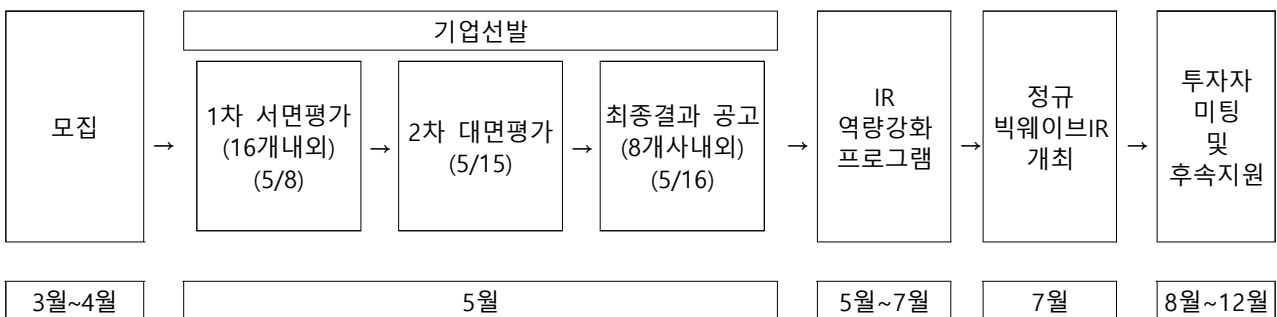 기업선발
모집
→
1차 서면평가
(16개내외)
(5/8)
→
2차 대면평가
(5/15)
→
최종결과 공고
(8개사내외)
(5/16)
→
IR
역량강화
프로그램
→
정규
빅웨이브IR
개최
→
투자자
미팅
및
후속지원
3월~4월
5월
5월~7월
7월
8월~12월